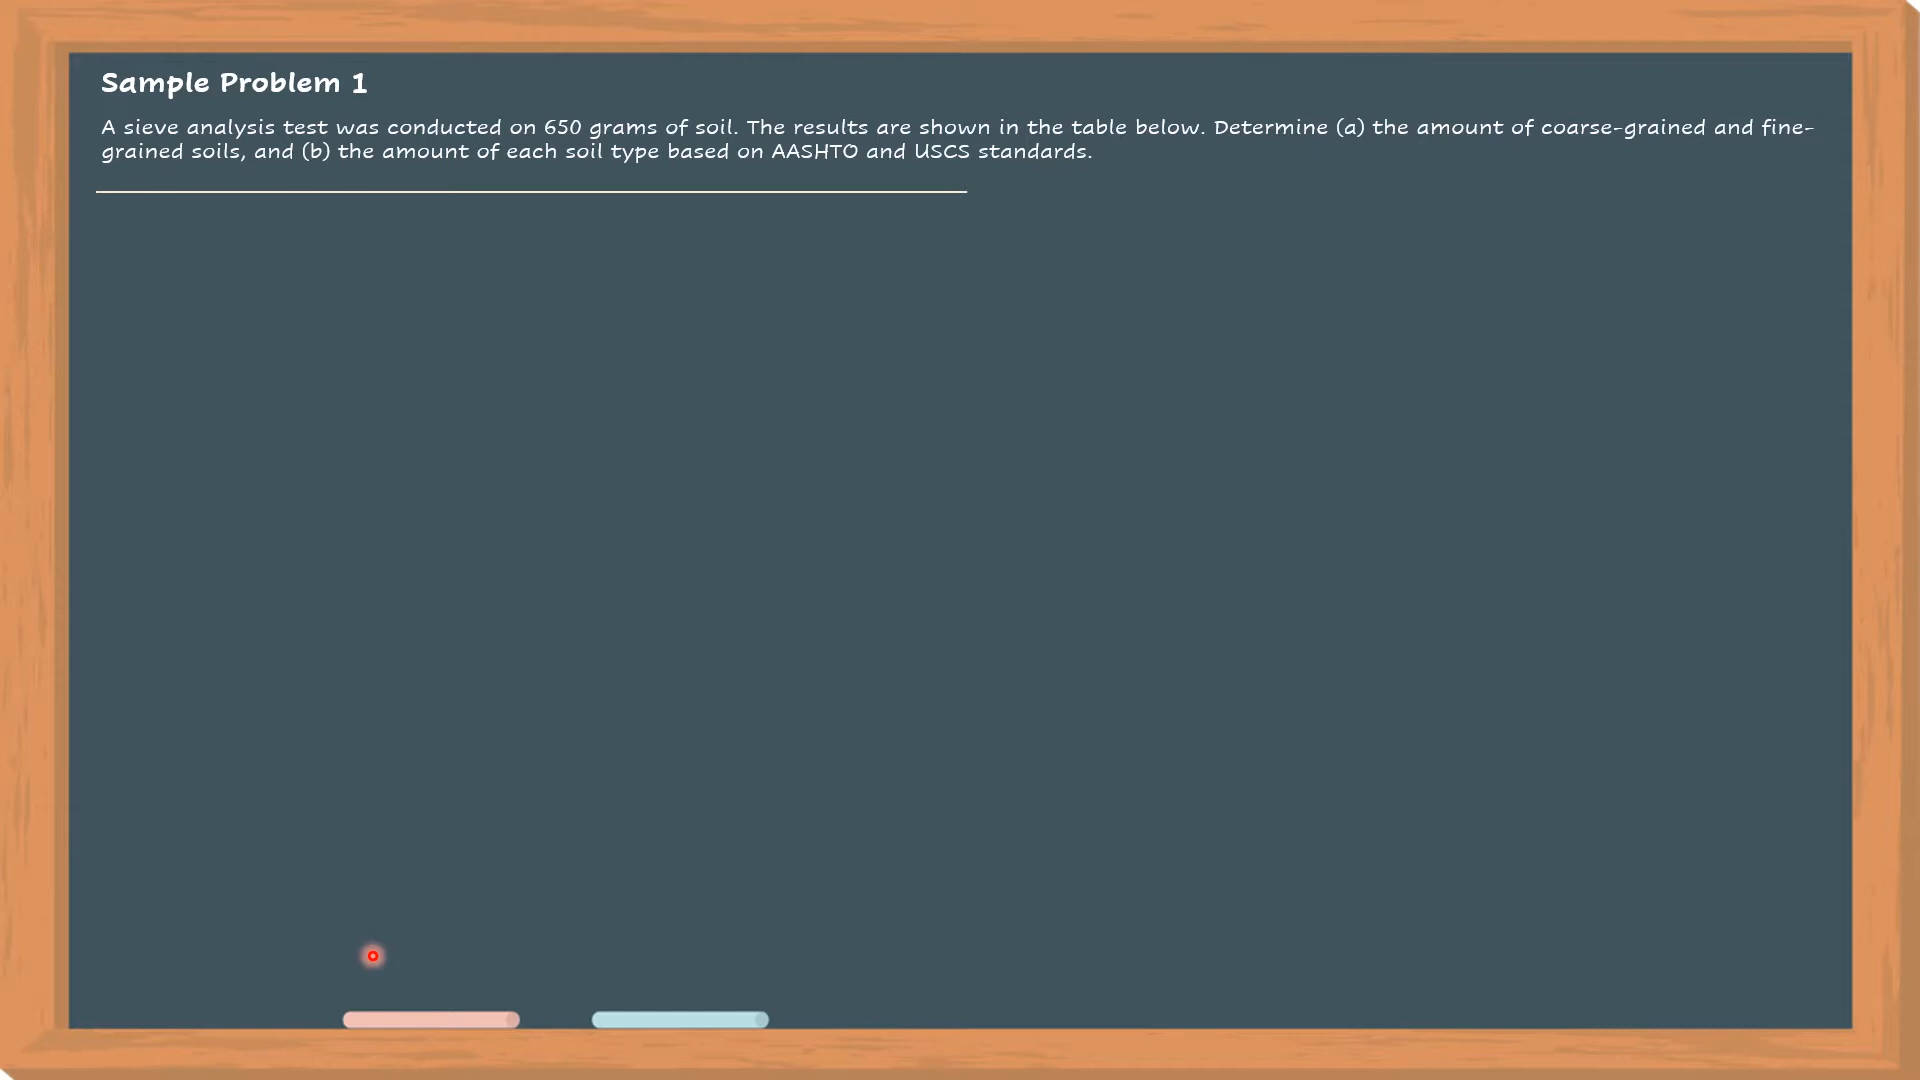 Sample Problem 1
A sieve analysis test was conducted on 650 grams of soil. The results are shown in the table below. Determine (a) the amount of coarse-grained and fine-
grained soils, and (b) the amount of each soil type based on AASHTO and USCS standards.